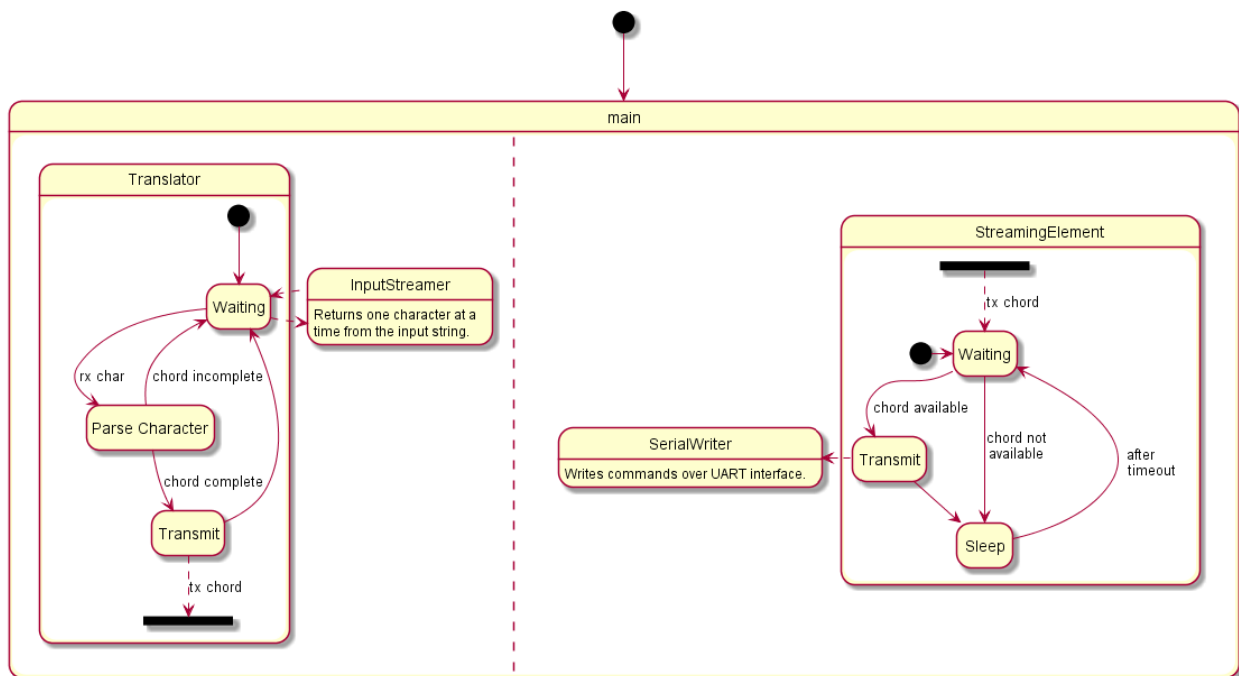 main
Translator
Waiting
InputStreamer
Returns one character at a
time from the input string.
rx char
chord incomplete
Parse Character
chord complete
Transmit
tx chord
StreamingElement
tx chord
Waiting
chord available
chord not
available
after
timeout
SerialWriter
Writes commands over UART interface.
Transmit
Sleep